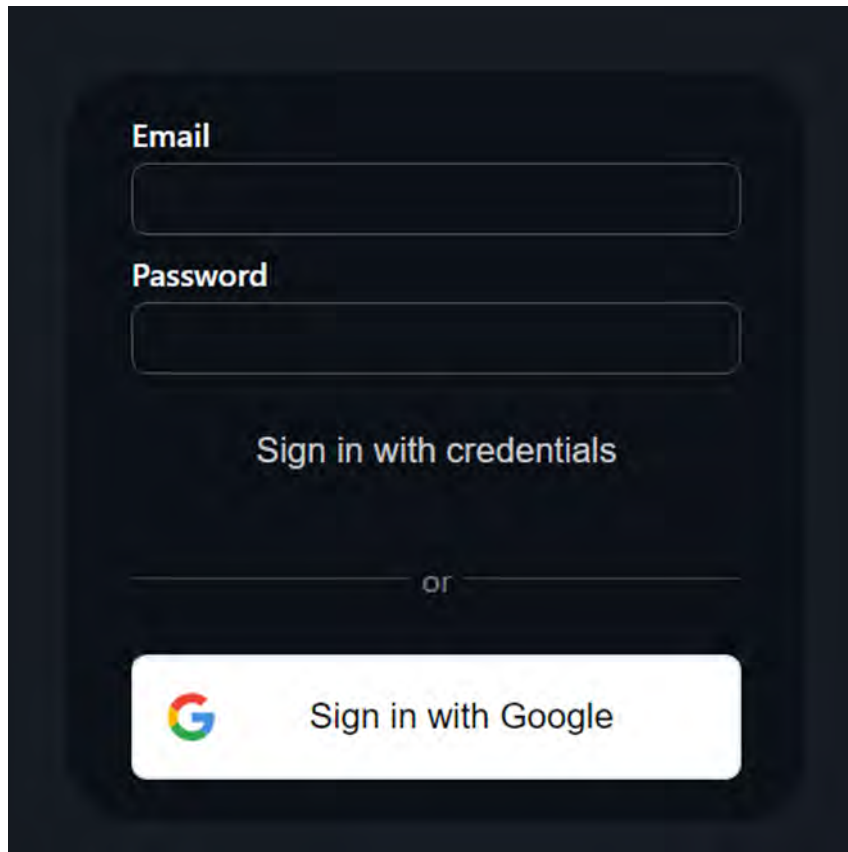 Email
Password
Sign in with credentials
or
Sign in with Google